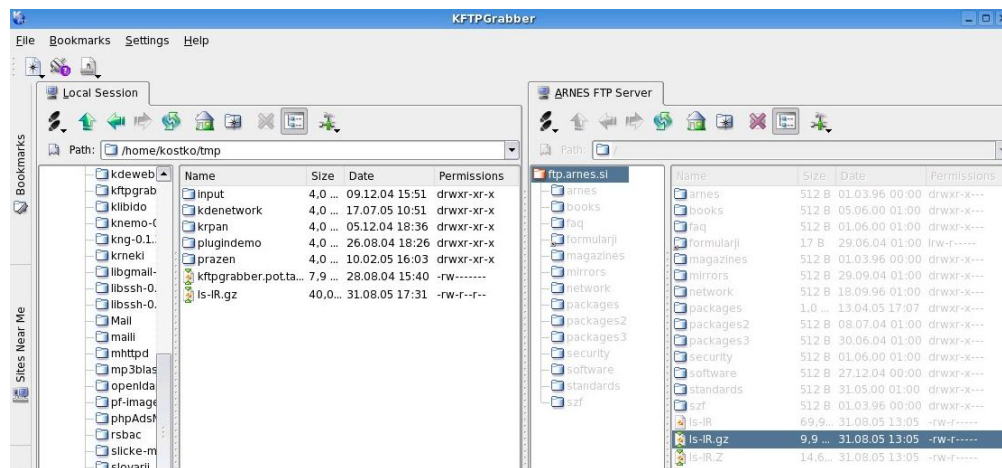 KFTPGrabber
File Bookmarks Settings Help
Local Session
Path: /home/kostko/tmp
Bookmarks
Sites Near Me
kdeweb
kftpgrab
klibido
knemo-0
kng-0.1.
krneki
libgmail-
libssh-0.
libssh-0.
Mail
maili
mhttpd
mp3blas
openlda
pf-image
phpAdsN
rsbac
slicke-m
slovarji
Name Size Date Permissions
input 4,0 ... 09.12.04 15:51 drwxr-xr-x
kdenetwork 4,0 ... 17.07.05 10:51 drwxr-xr-x
krpan 4,0 ... 05.12.04 18:36 drwxr-xr-x
plugindemo 4,0 ... 26.08.04 18:26 drwxr-xr-x
prazen 4,0 ... 10.02.05 16:03 drwxr-xr-x
kftpgrabber.pot.ta... 7,9 ... 28.08.04 15:40 -rw-------
ls-lR.gz 40,0... 31.08.05 17:31 -rw-r--r--
ARNES FTP Server
Path: /
ftp.arnes.si
arnes
books
faq
formularji
magazines
mirrors
network
packages
packages2
packages3
security
software
standards
szf
Name Size Date Permissions
arnes 512 B 01.03.96 00:00 drwxr-x---
books 512 B 05.06.00 01:00 drwxr-x---
faq 512 B 01.06.00 01:00 drwxr-x---
formularji 17 B 29.06.04 01:00 lrw-r-----
magazines 512 B 01.03.96 00:00 drwxr-x---
mirrors 512 B 29.09.04 01:00 drwxr-x---
network 512 B 18.09.96 01:00 drwxr-x---
packages 1,0 ... 13.04.05 17:07 drwxr-x---
packages2 512 B 08.07.04 01:00 drwxr-x---
packages3 512 B 30.06.04 01:00 drwxr-x---
security 512 B 01.06.00 01:00 drwxr-x---
software 512 B 27.12.04 00:00 drwxr-x---
standards 512 B 31.05.00 01:00 drwxr-x---
szf 512 B 01.03.96 00:00 drwxr-x---
ls-lR 69,9... 31.08.05 13:05 -rw-r-----
ls-lR.gz 9,9 ... 31.08.05 13:05 -rw-r-----
ls-lR.Z 14,6... 31.08.05 13:05 -rw-r-----